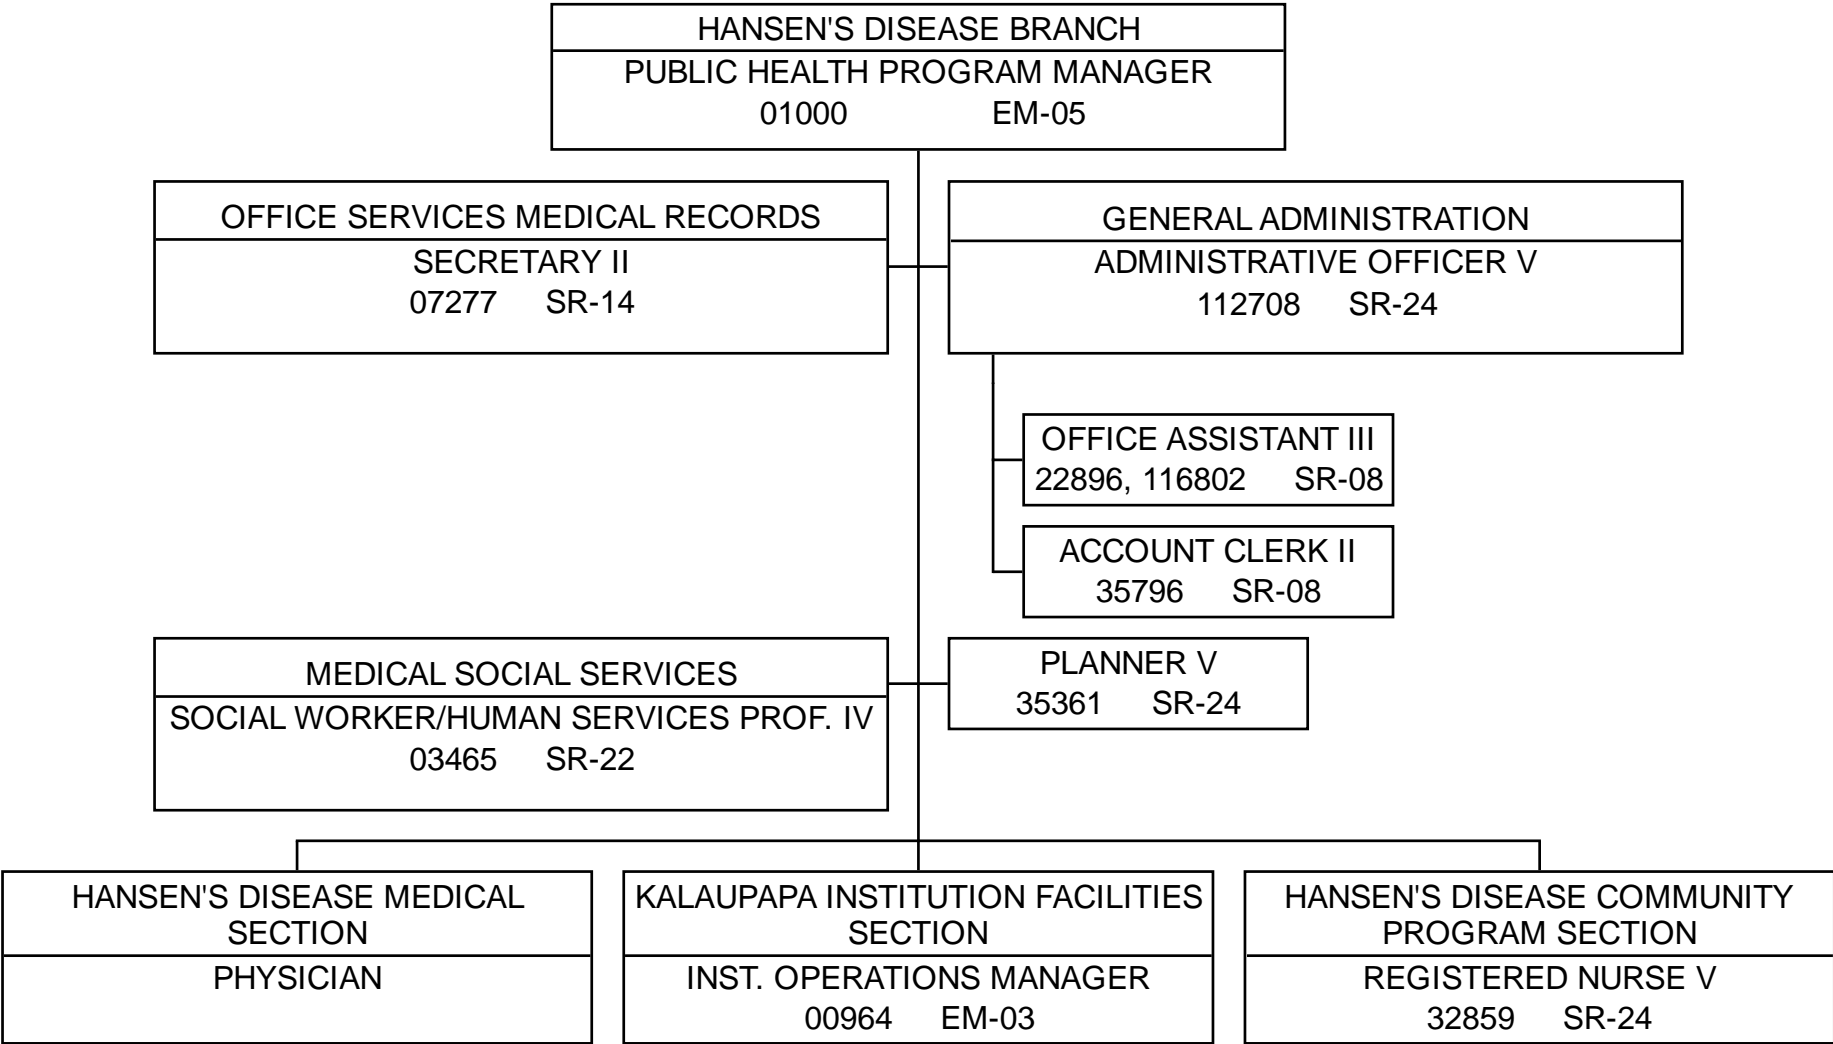 HANSEN'S DISEASE BRANCH
PUBLIC HEALTH PROGRAM MANAGER
01000 EM-05
OFFICE SERVICES MEDICAL RECORDS
SECRETARY II
07277 SR-14
GENERAL ADMINISTRATION
ADMINISTRATIVE OFFICER V
112708 SR-24
OFFICE ASSISTANT III
22896, 116802 SR-08
ACCOUNT CLERK II
35796 SR-08
MEDICAL SOCIAL SERVICES
SOCIAL WORKER/HUMAN SERVICES PROF. IV
03465 SR-22
PLANNER V
35361 SR-24
HANSEN'S DISEASE MEDICAL
SECTION
PHYSICIAN
KALAUPAPA INSTITUTION FACILITIES
SECTION
INST. OPERATIONS MANAGER
00964 EM-03
HANSEN'S DISEASE COMMUNITY
PROGRAM SECTION
REGISTERED NURSE V
32859 SR-24